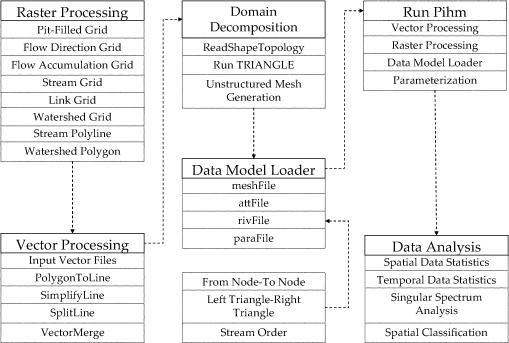 Raster Processing
Pit-Filled Grid
Flow Direction Grid
Flow Accumulation Grid
Stream Grid
Link Grid
Watershed Grid
Stream Polyline
Watershed Polygon
Vector Processing
Input Vector Files
PolygonToLine
SimplifyLine
SplitLine
VectorMerge
Domain
Decomposition
ReadShapeTopology
Run TRIANGLE
Unstructured Mesh
Generation
Data Model Loader
meshFile
attFile
rivFile
paraFile
From Node-To Node
Left Triangle-Right
Triangle
Stream Order
Run Pihm
Vector Processing
Raster Processing
Data Model Loader
Parameterization
Data Analysis
Spatial Data Statistics
Temporal Data Statistics
Singular Spectrum
Analysis
Spatial Classification